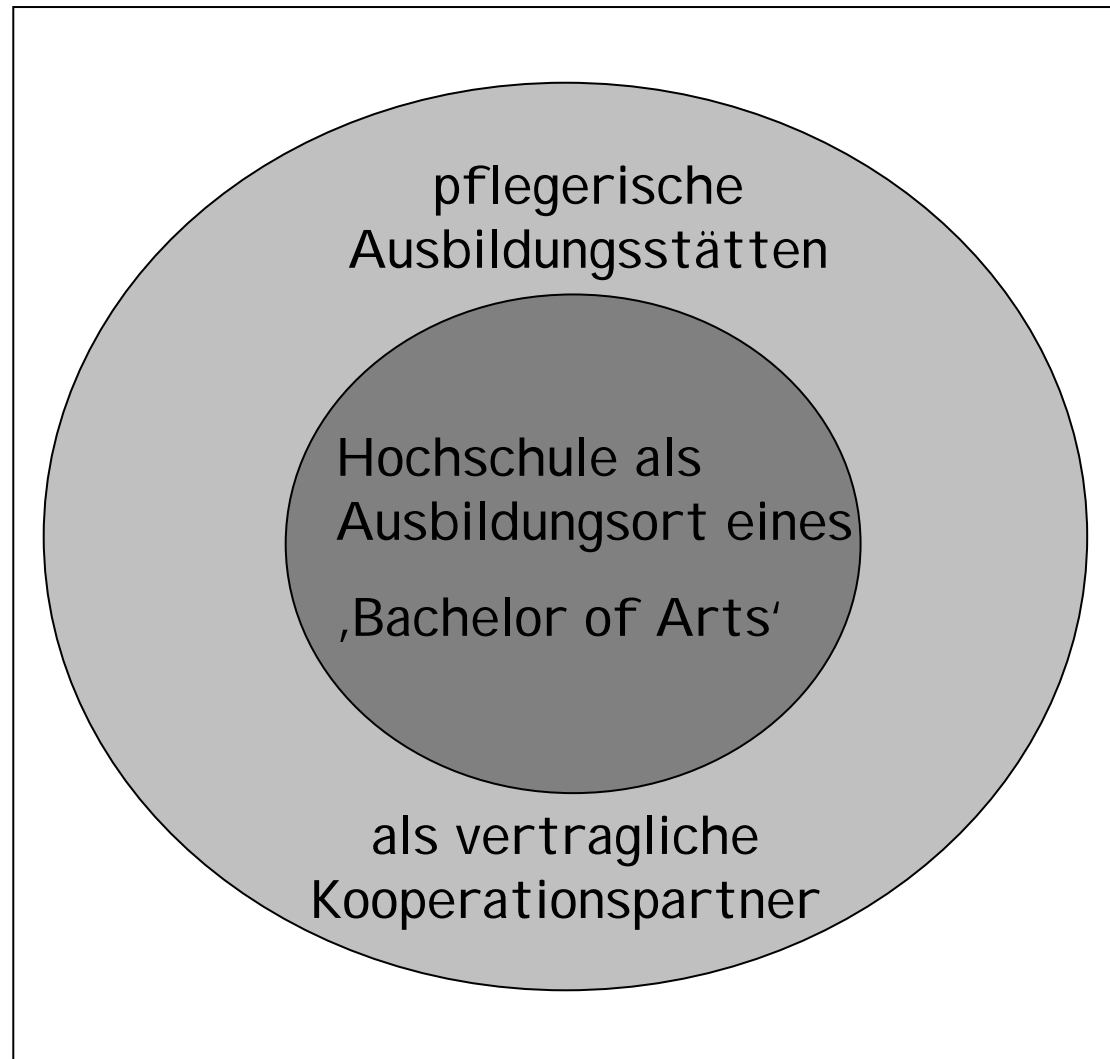 pflegerische
Ausbildungsstätten
Hochschule als
Ausbildungsort eines
‚Bachelor of Arts‘
als vertragliche
Kooperationspartner